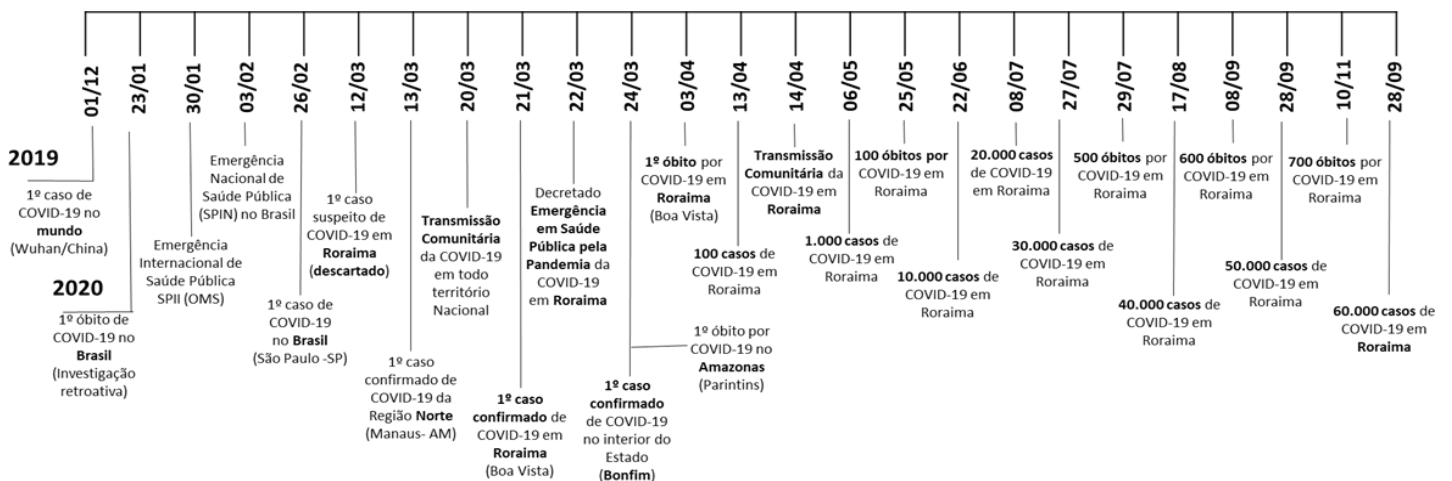 01/12
23/01
30/01
03/02
26/02
12/03
13/03
20/03
21/03
22/03
24/03
03/04
13/04
14/04
06/05
25/05
22/06
08/07
27/07
29/07
17/08
08/09
28/09
10/11
28/09
2019
1º caso de
COVID-19 no
mundo
(Wuhan/China)
2020
1º óbito de
COVID-19 no
Brasil
(Investigação
retroativa)
Emergência
Internacional de
Saúde Pública
SPII (OMS)
Emergência
Nacional de
Saúde Pública
(SPIN) no Brasil
1º caso de
COVID-19
no Brasil
(São Paulo -SP)
1º caso
suspeito de
COVID-19 em
Roraima
(descartado)
1º caso
confirmado de
COVID-19 da
Região Norte
(Manaus- AM)
Transmissão
Comunitária
da COVID-19
em todo
território
Nacional
1º caso
confirmado de
COVID-19 em
Roraima
(Boa Vista)
Decretado
Emergência
em Saúde
Pública pela
Pandemia da
COVID-19
em Roraima
1º caso
confirmado
de COVID-19
no interior do
Estado
(Bonfim)
1º óbito por
COVID-19 no
Amazonas
(Parintins)
1º óbito por
COVID-19 em
Roraima
(Boa Vista)
100 casos de
COVID-19 em
Roraima
Transmissão
Comunitária da
COVID-19 em
Roraima
1.000 casos de
COVID-19 em
Roraima
100 óbitos por
COVID-19 em
Roraima
10.000 casos de
COVID-19 em
Roraima
20.000 casos
de COVID-19
em Roraima
30.000 casos de
COVID-19 em
Roraima
500 óbitos por
COVID-19 em
Roraima
40.000 casos de
COVID-19 em
Roraima
600 óbitos por
COVID-19 em
Roraima
50.000 casos de
COVID-19 em
Roraima
700 óbitos por
COVID-19 em
Roraima
60.000 casos de
COVID-19 em
Roraima